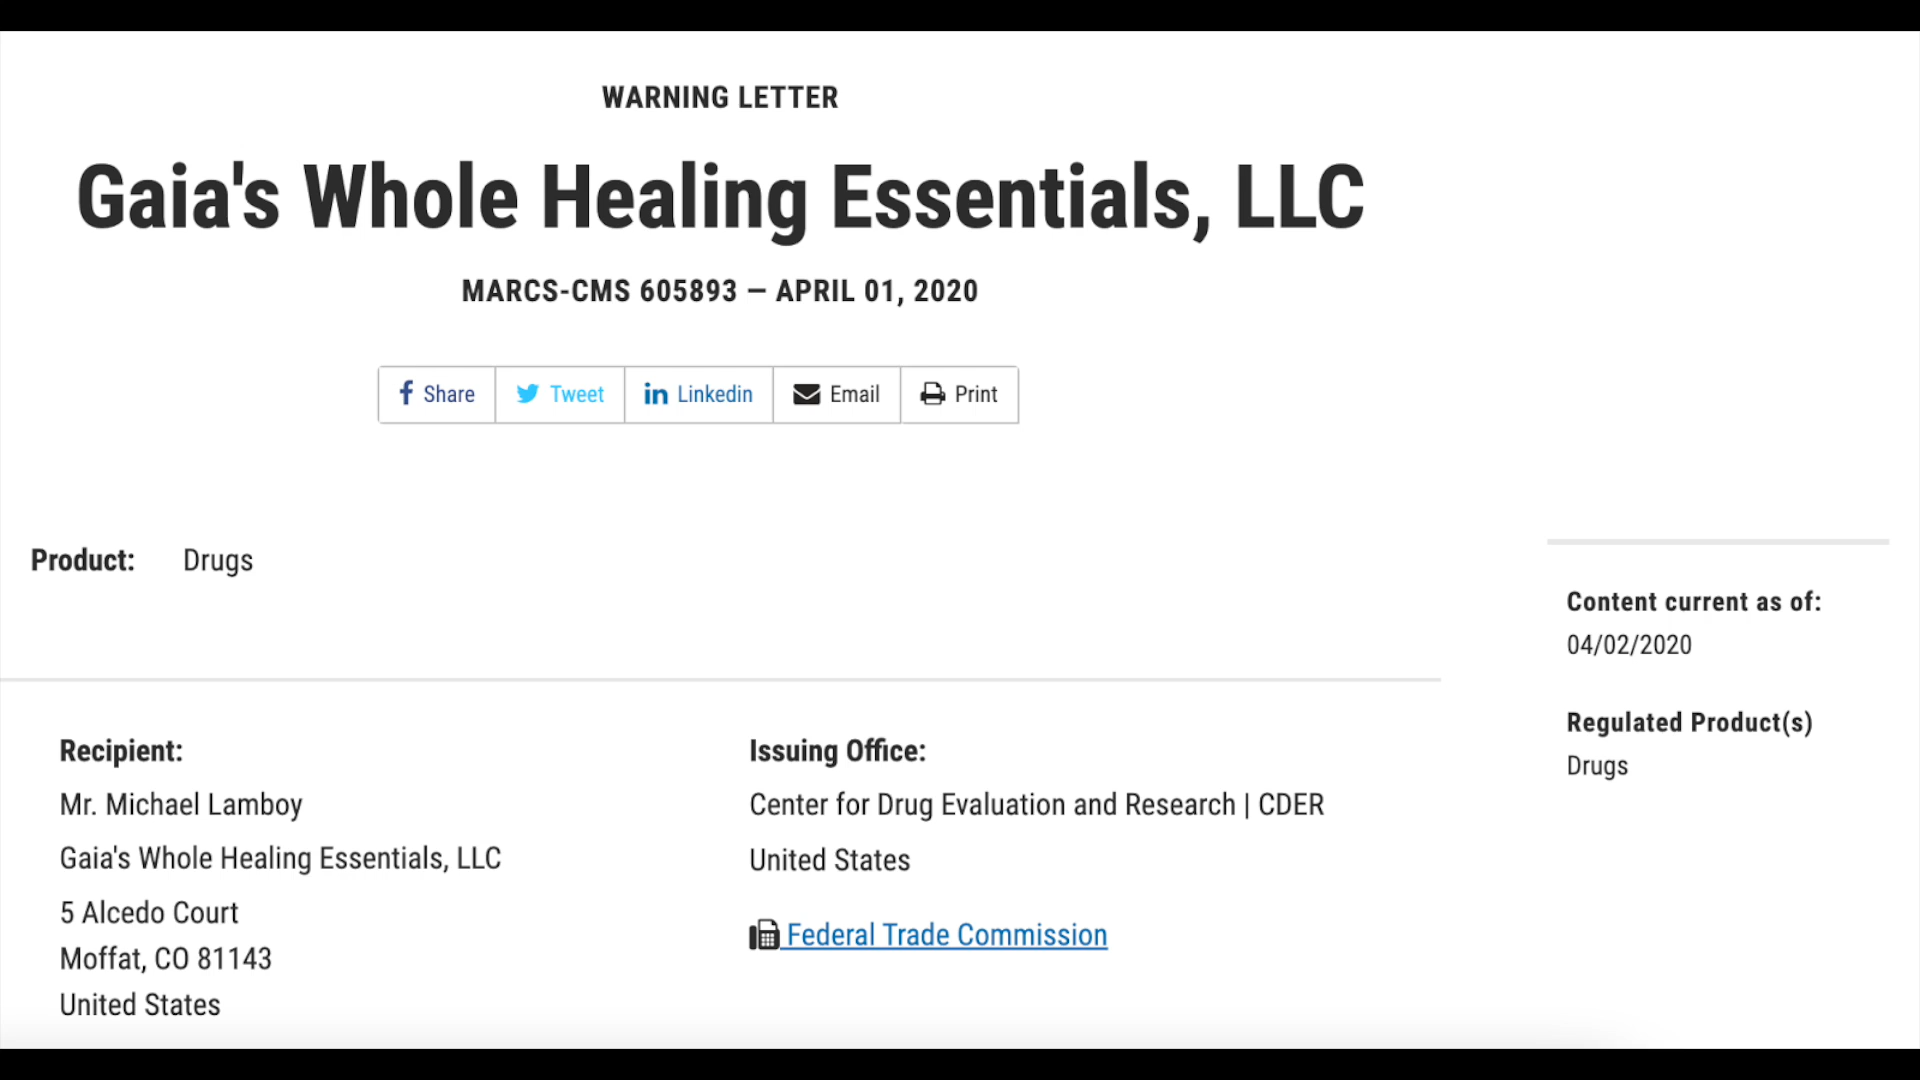 WARNING LETTER
Gaia's Whole Healing Essentials, LLC
MARCS-CMS 605893 — APRIL 01, 2020
Share
Tweet
Linkedin
Email
Print
Product: Drugs
Content current as of:
04/02/2020
Regulated Product(s)
Drugs
Recipient:
Mr. Michael Lamboy
Gaia's Whole Healing Essentials, LLC
5 Alcedo Court
Moffat, CO 81143
United States
Issuing Office:
Center for Drug Evaluation and Research | CDER
United States
Federal Trade Commission